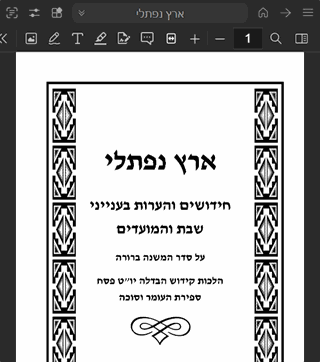 ארץ נפתלי
1
ארץ נפתלי
חידושים והערות בענייני
שבת והמועדים
על סדר המשנה ברורה
הלכות קידוש הבדלה יו"ט פסח
ספירת העומר וסוכה